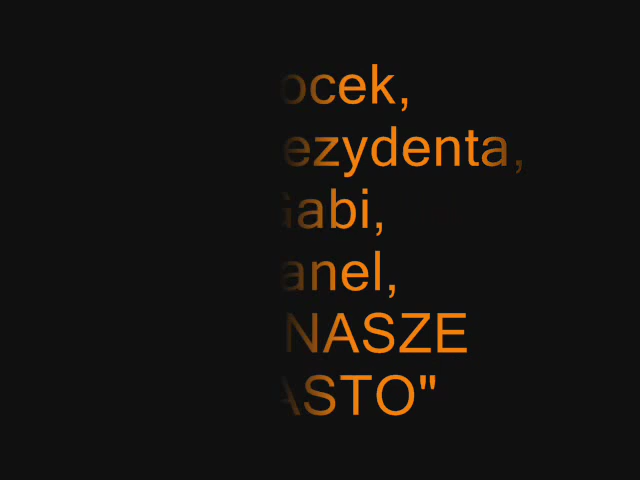 ocek,
ezydenta,
Gabi,
anel,
NASZE
ASTO"